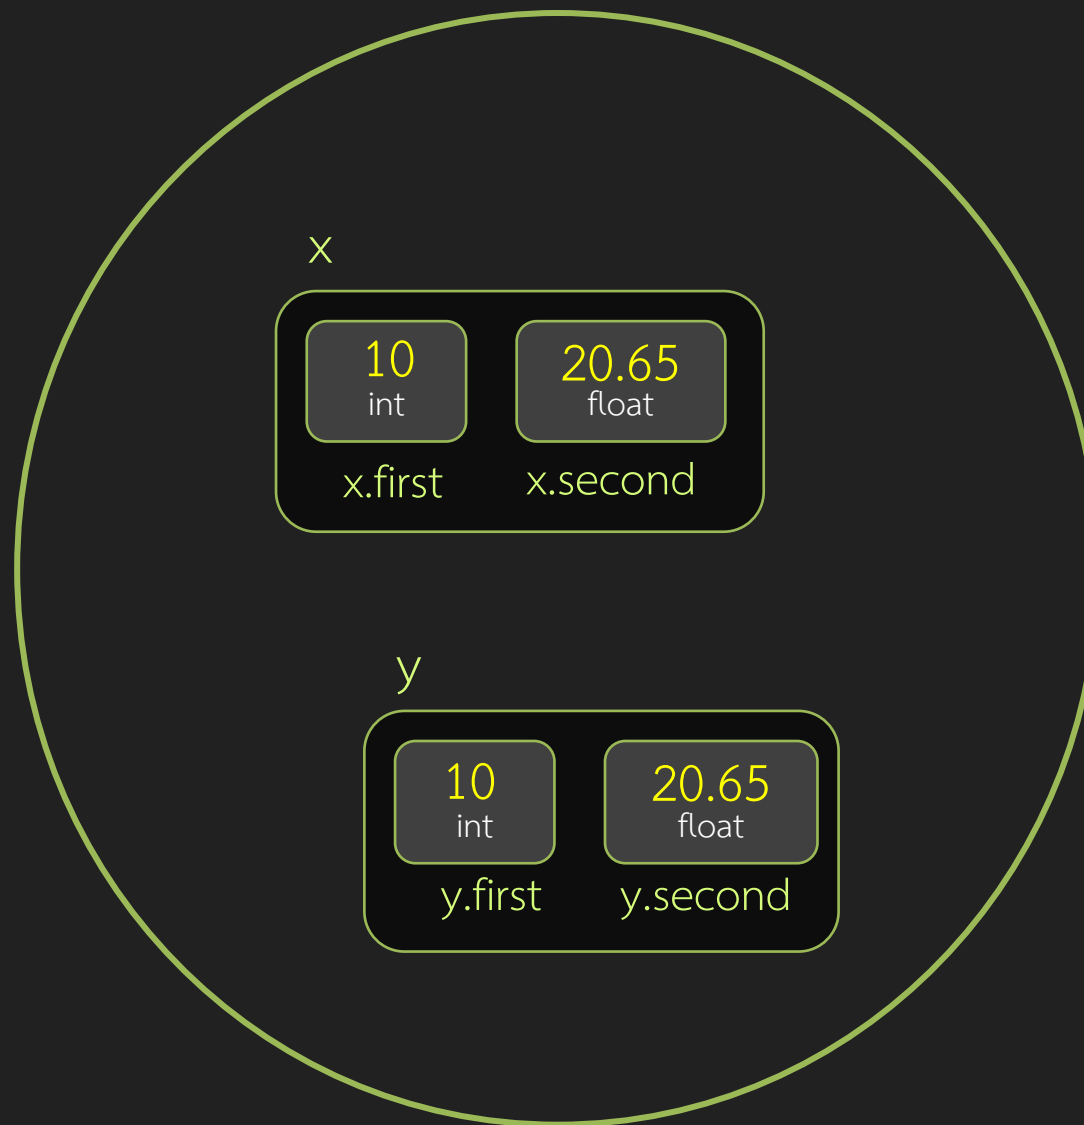 x
10 20.65
int float
x.first x.second
y
10 20.65
int float
y.first y.second